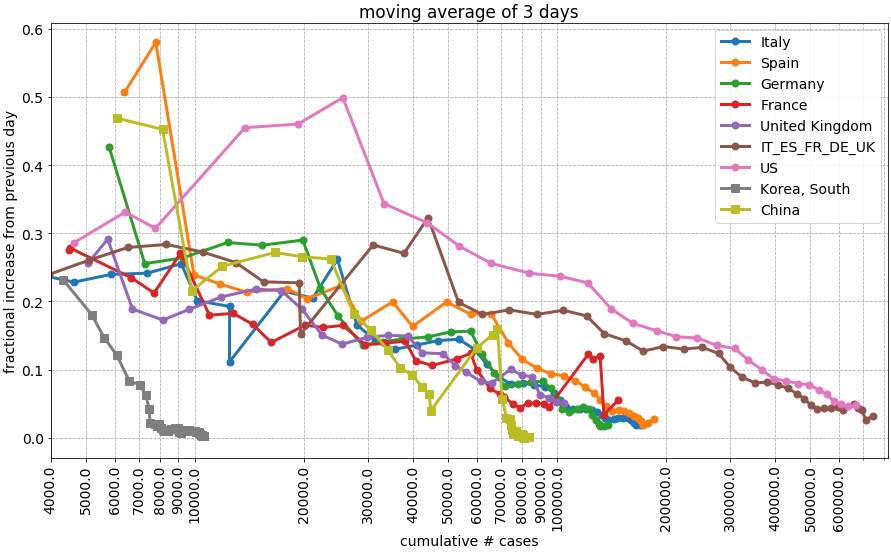 moving average of 3 days
fractional increase from previous day
0.6
0.5
0.4
0.3
0.2
0.1
0.0
Italy
Spain
Germany
France
United Kingdom
IT_ES_FR_DE_UK
US
Korea, South
China
4000.0
5000.0
6000.0
7000.0
8000.0
9000.0
10000.0
20000.0
30000.0
40000.0
50000.0
60000.0
70000.0
80000.0
90000.0
100000.0
200000.0
300000.0
400000.0
500000.0
600000.0
cumulative # cases